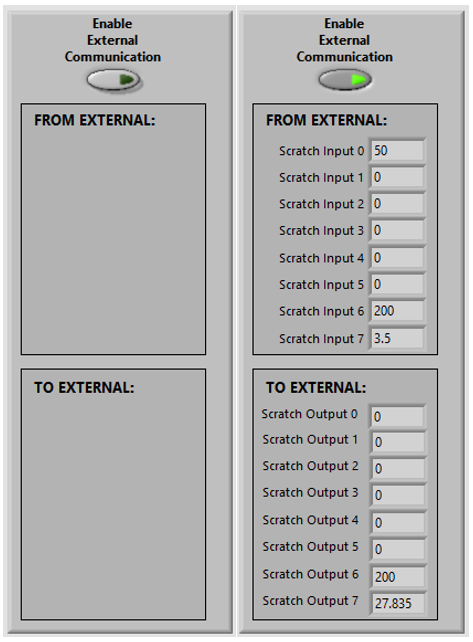 Enable
External
Communication
FROM EXTERNAL:
TO EXTERNAL:
Enable
External
Communication
FROM EXTERNAL:
Scratch Input 0 50
Scratch Input 1 0
Scratch Input 2 0
Scratch Input 3 0
Scratch Input 4 0
Scratch Input 5 0
Scratch Input 6 200
Scratch Input 7 3.5
TO EXTERNAL:
Scratch Output 0 0
Scratch Output 1 0
Scratch Output 2 0
Scratch Output 3 0
Scratch Output 4 0
Scratch Output 5 0
Scratch Output 6 200
Scratch Output 7 27.835